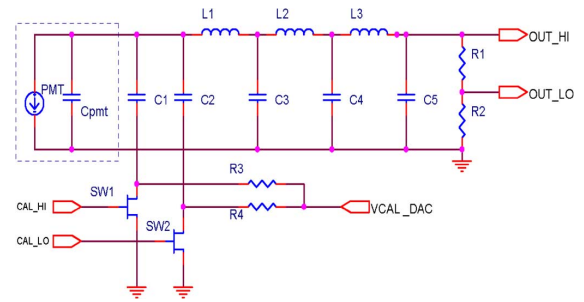 L1 L2 L3
OUT_HI
R1
PMT
Cpmt C1 C2 C3 C4 C5
OUT_LO
R2
R3
CAL_HI SW1
R4 VCAL_DAC
CAL_LO SW2